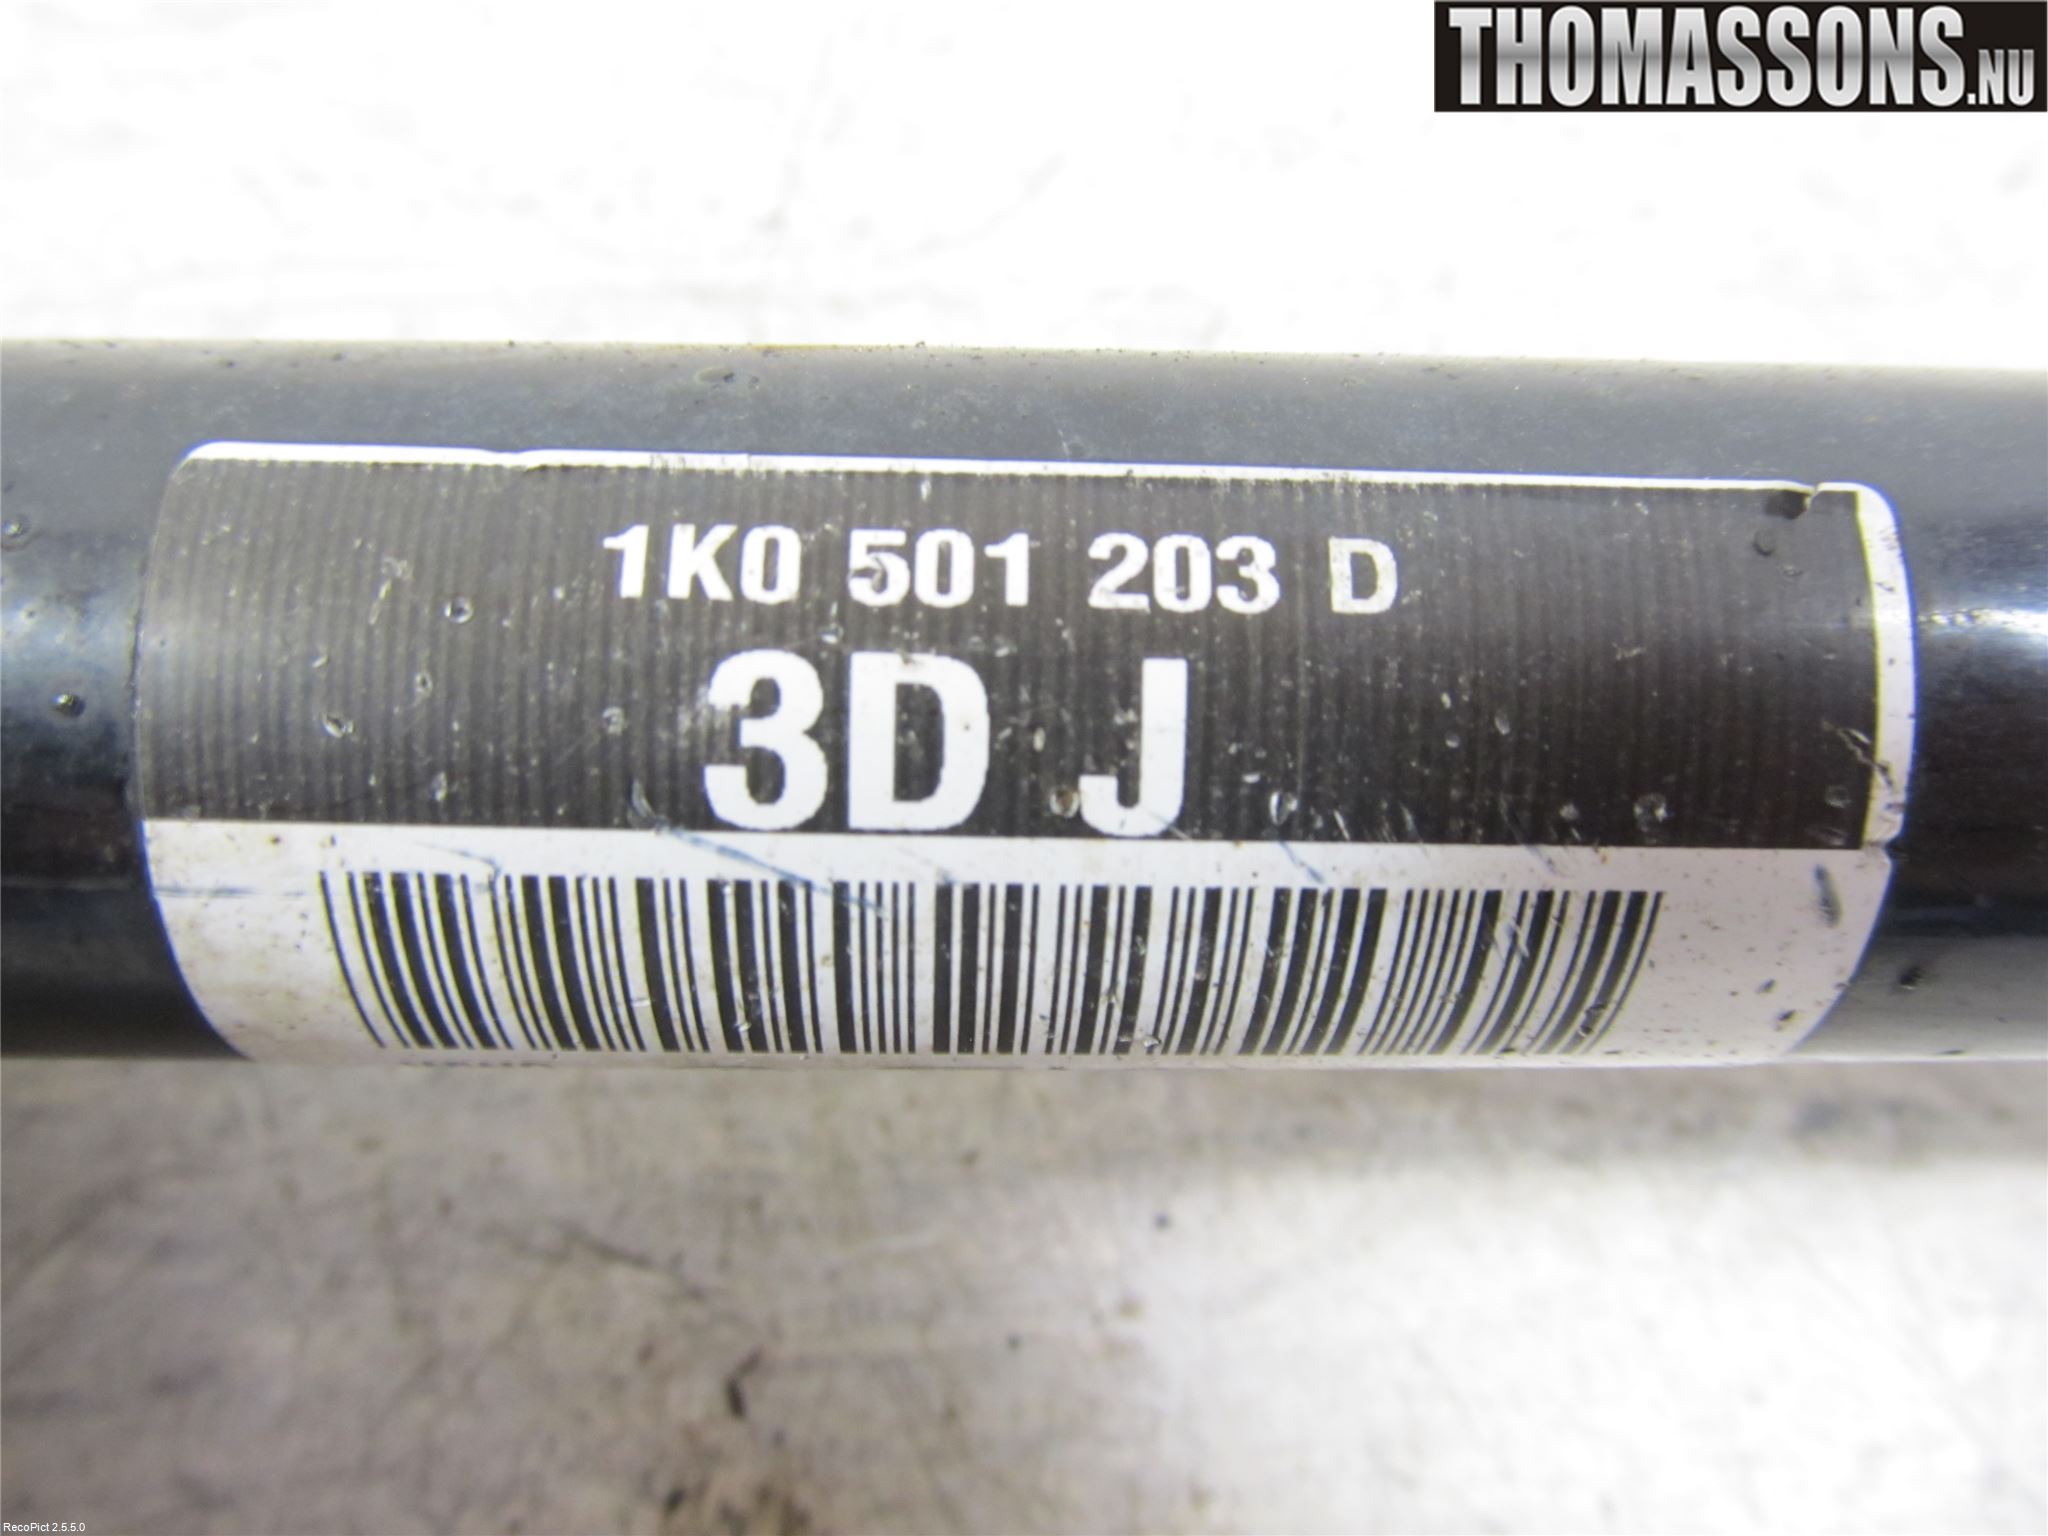 THOMASSONS.NU
1K0 501 203 D
3D J
RecoPict 2.5.5.0